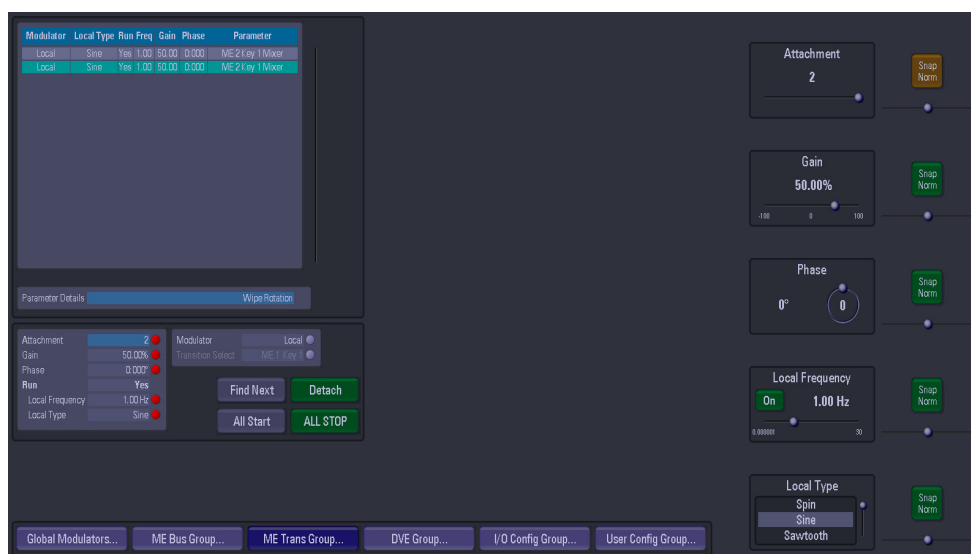 Modulator Local Type Run Freq Gain Phase Parameter
Local Sine Yes 1.00 50.00 0:000 ME 2 Key 1 Mixer
Local Sine Yes 1.00 50.00 0:000 ME 2 Key 1 Mixer
Parameter Details Wipe Rotation
Attachment 2
Gain 50.00%
Phase 0:000°
Run Yes
Local Frequency 1.00 Hz
Local Type Sine
Modulator Local
Transition Select ME 1 Key 1
Find Next Detach
All Start ALL STOP
Attachment
2
Snap
Norm
Gain
50.00%
-100 0 100
Snap
Norm
Phase
0° 0
Snap
Norm
Local Frequency
On 1.00 Hz
0.000001 30
Snap
Norm
Local Type
Spin
Sine
Sawtooth
Snap
Norm
Global Modulators... ME Bus Group... ME Trans Group... DVE Group... I/O Config Group... User Config Group...